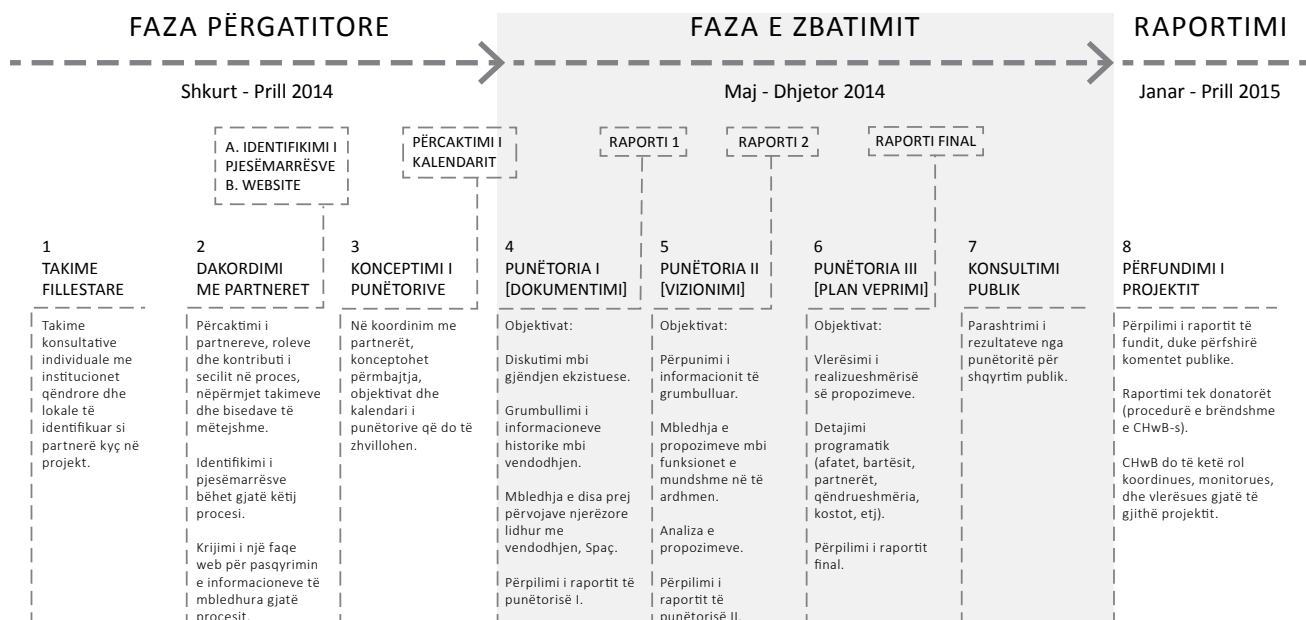 FAZA PËRGATITORE
FAZA E ZBATIMIT
RAPORTIMI
Shkurt - Prill 2014
Maj - Dhjetor 2014
Janar - Prill 2015
A. IDENTIFIKIMI I
PJESËMARRËSVE
B. WEBSITE
PËRCAKTIMI I
KALENDARIT
RAPORTI 1
RAPORTI 2
RAPORTI FINAL
1
TAKIME
FILLESTARE
Takime
konsultative
individuale me
institucionet
qëndrore dhe
lokale të
identifikuar si
partnerë kyç në
projekt.
2
DAKORDIMI
ME PARTNERET
Përcaktimi i
partnereve, roleve
dhe kontributi i
secilit në proces,
nëpërmjet takimeve
dhe bisedave të
mëtejshme.
Identifikimi i
pjesëmarrësve
bëhet gjatë këtij
procesi.
Krijimi i një faqe
web për pasqyrimin
e informacioneve të
mbledhura gjatë
procesit.
3
KONCEPTIMI I
PUNËTORIVE
Në koordinim me
partnerët,
konceptohet
përmbajtja,
objektivat dhe
kalendari i
punëtorive që do të
zhvillohen.
4
PUNËTORIA I
[DOKUMENTIMI]
Objektivat:
Diskutimi mbi
gjëndjen ekzistuese.
Grumbullimi i
informacioneve
historike mbi
vendodhjen.
Mbledhja e disa prej
përvojave njerëzore
lidhur me
vendodhjen, Spaç.
Përpilimi i raportit të
punëtorisë I.
5
PUNËTORIA II
[VIZIONIMI]
Objektivat:
Përpunimi i
informacionit të
grumbulluar.
Mbledhja e
propozimeve mbi
funksionet e
mundshme në të
ardhmen.
Analiza e
propozimeve.
Përpilimi i
raportit të
punëtorisë II.
6
PUNËTORIA III
[PLAN VEPRIMI]
Objektivat:
Vlerësimi i
realizueshmërisë
së propozimeve.
Detajimi
programatik
(afatet, bartësit,
partnerët,
qëndrueshmëria,
kostot, etj).
Përpilimi i raportit
final.
7
KONSULTIMI
PUBLIK
Parashtrimi i
rezultateve nga
punëtoritë për
shqyrtim publik.
8
PËRFUNDIMI I
PROJEKTIT
Përpilimi i raportit të
fundit, duke përfshirë
komentet publike.
Raportimi tek donatorët
(procedurë e brëndshme
e CHwB-s).
CHwB do të ketë rol
koordinues, monitorues,
dhe vlerësues gjatë të
gjithë projektit.